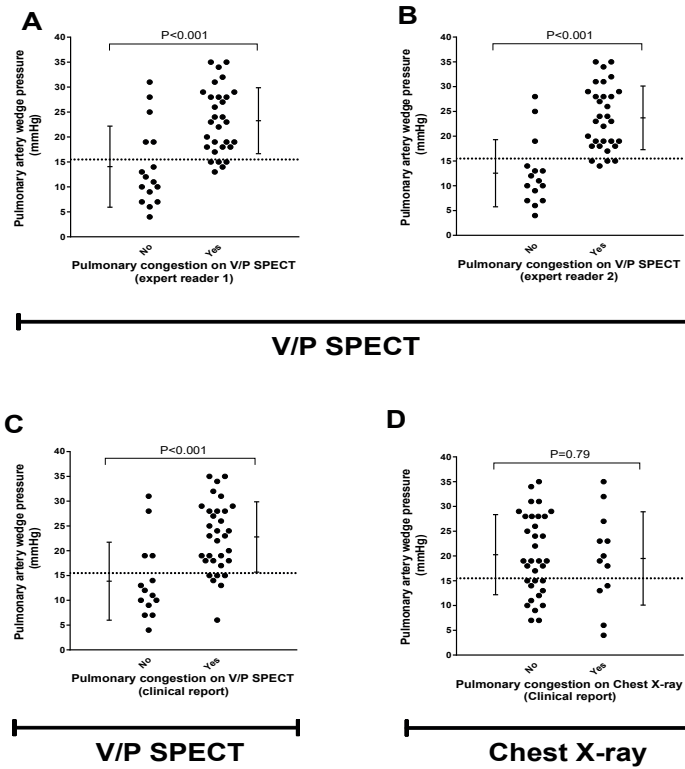 A
P<0.001
Pulmonary artery wedge pressure
(mmHg)
40
35
30
25
20
15
10
5
0
No
Yes
Pulmonary congestion on V/P SPECT
(expert reader 1)
B
P<0.001
Pulmonary artery wedge pressure
(mmHg)
40
35
30
25
20
15
10
5
0
No
Yes
Pulmonary congestion on V/P SPECT
(expert reader 2)
V/P SPECT
C
P<0.001
Pulmonary artery wedge pressure
(mmHg)
40
35
30
25
20
15
10
5
0
No
Yes
Pulmonary congestion on V/P SPECT
(clinical report)
V/P SPECT
D
P=0.79
Pulmonary artery wedge pressure
(mmHg)
40
35
30
25
20
15
10
5
0
No
Yes
Pulmonary congestion on Chest X-ray
(Clinical report)
Chest X-ray